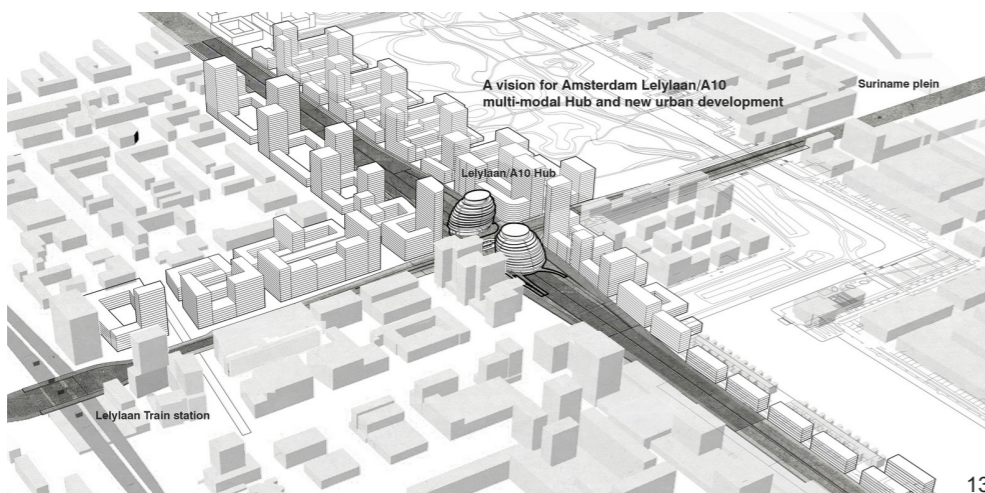 A vision for Amsterdam Lelylaan/A10
multi-modal Hub and new urban development
Suriname plein
Lelylaan/A10 Hub
Lelylaan Train station
13